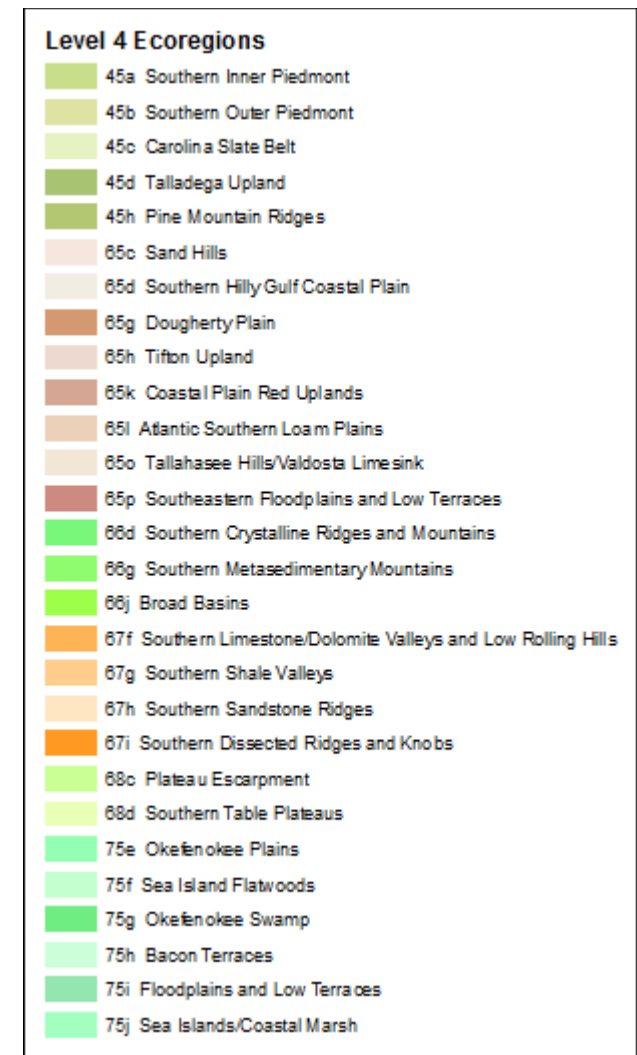 Level 4 Ecoregions
45a Southern Inner Piedmont
45b Southern Outer Piedmont
45c Carolina Slate Belt
45d Talladega Upland
45h Pine Mountain Ridges
65c Sand Hills
65d Southern Hilly Gulf Coastal Plain
65g Dougherty Plain
65h Tifton Upland
65k Coastal Plain Red Uplands
65l Atlantic Southern Loam Plains
65o Tallahasee Hills/Valdosta Limesink
65p Southeastern Floodplains and Low Terraces
66d Southern Crystalline Ridges and Mountains
66g Southern Metasedimentary Mountains
66j Broad Basins
67f Southern Limestone/Dolomite Valleys and Low Rolling Hills
67g Southern Shale Valleys
67h Southern Sandstone Ridges
67i Southern Dissected Ridges and Knobs
68c Plateau Escarpment
68d Southern Table Plateaus
75e Okefenokee Plains
75f Sea Island Flatwoods
75g Okefenokee Swamp
75h Bacon Terraces
75i Floodplains and Low Terraces
75j Sea Islands/Coastal Marsh